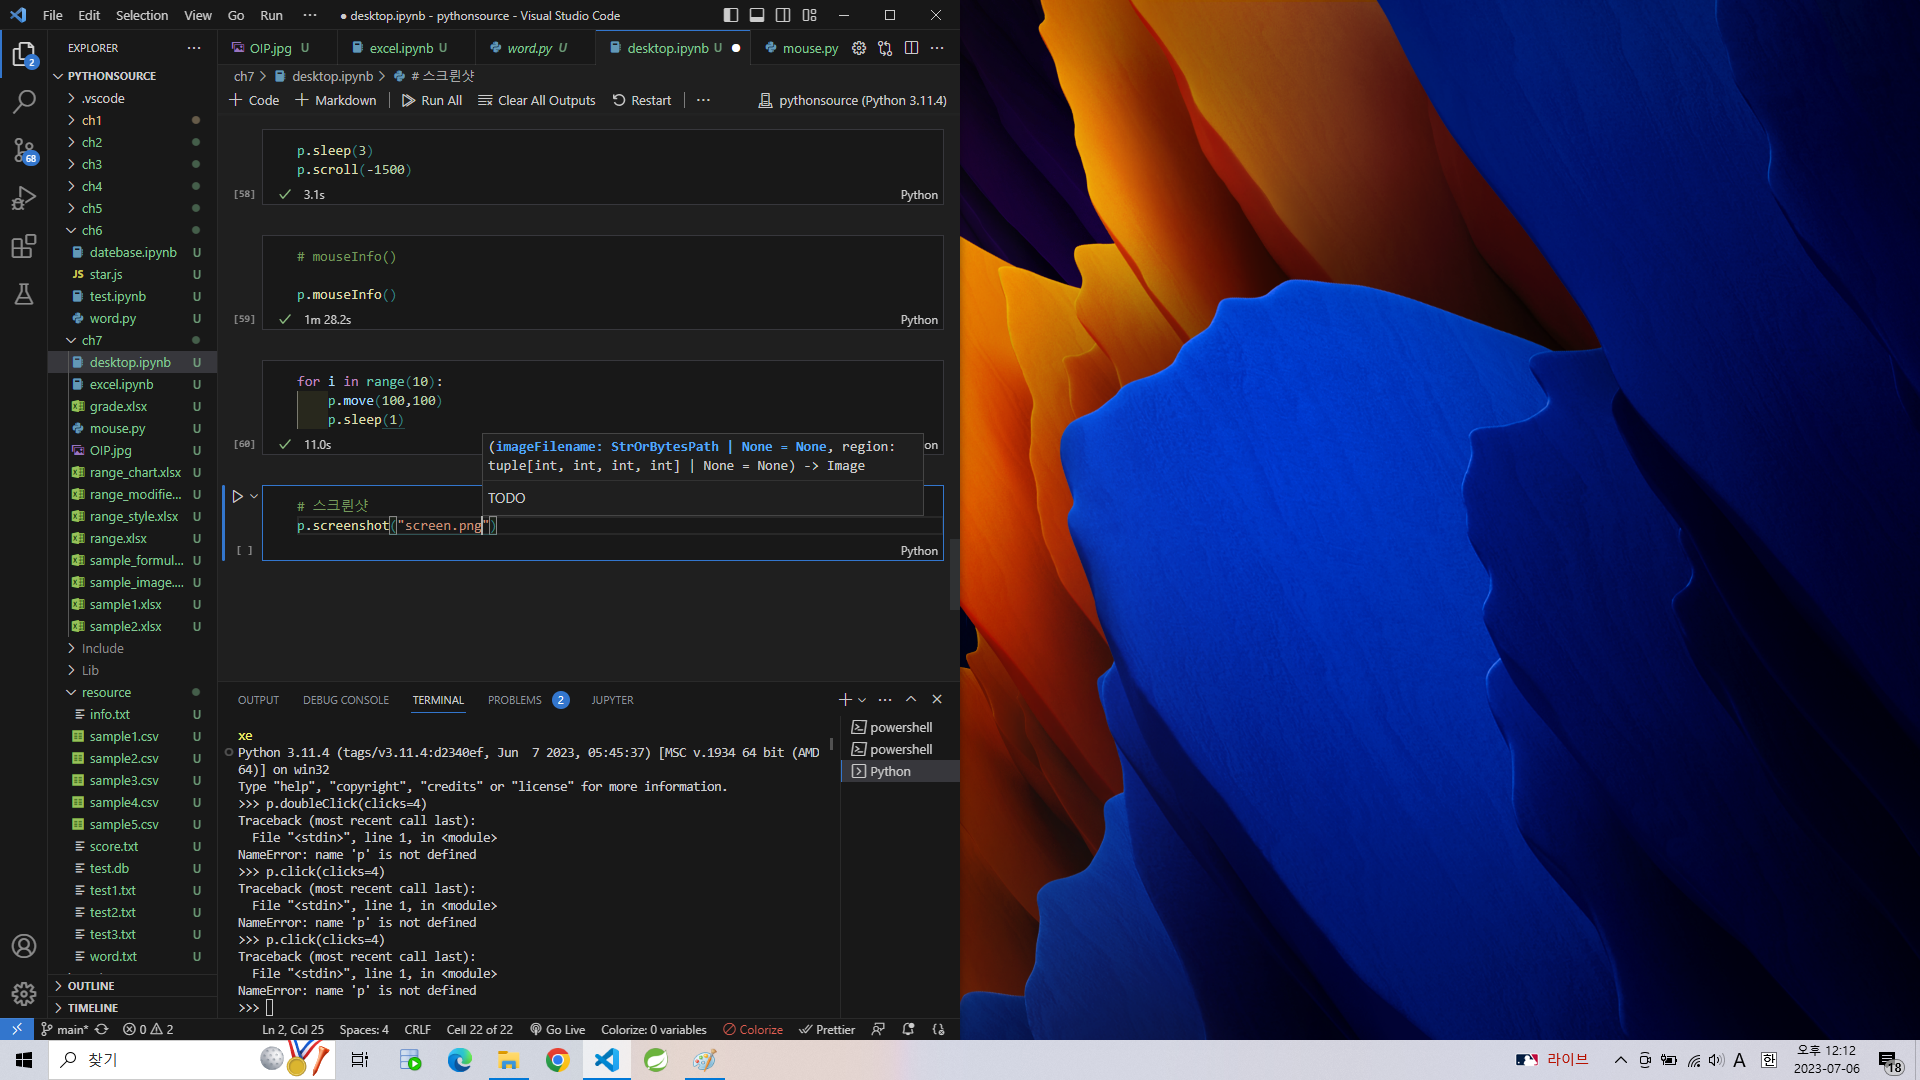 File Edit Selection View Go Run ··· ● desktop.ipynb - pythonsource - Visual Studio Code
EXPLORER ···
OIP.jpg U excel.ipynb U word.py U desktop.ipynb U ● mouse.py ···
ch7 > desktop.ipynb > # 스크린샷
+ Code + Markdown Run All Clear All Outputs Restart ··· pythonsource (Python 3.11.4)
2
68
PYTHONSOURCE
.vscode
ch1
ch2
ch3
ch4
ch5
ch6
datebase.ipynb U
JS star.js U
test.ipynb U
word.py U
ch7
desktop.ipynb U
excel.ipynb U
grade.xlsx U
mouse.py U
OIP.jpg U
range_chart.xlsx U
range_modifie... U
range_style.xlsx U
range.xlsx U
sample_formul... U
sample_image.... U
sample1.xlsx U
sample2.xlsx U
Include
Lib
resource
info.txt U
sample1.csv U
sample2.csv U
sample3.csv U
sample4.csv U
sample5.csv U
score.txt U
test.db U
test1.txt U
test2.txt U
test3.txt U
word.txt U
OUTLINE
TIMELINE
p.sleep(3)
p.scroll(-1500)
[58] ✓ 3.1s Python
# mouseInfo()
p.mouseInfo()
[59] ✓ 1m 28.2s Python
for i in range(10):
p.move(100,100)
p.sleep(1)
[60] ✓ 11.0s on
(imageFilename: StrOrBytesPath | None = None, region:
tuple[int, int, int, int] | None = None) -> Image
TODO
# 스크린샷
p.screenshot("screen.png")
[ ] Python
OUTPUT DEBUG CONSOLE TERMINAL PROBLEMS 2 JUPYTER
powershell
powershell
Python
xe
Python 3.11.4 (tags/v3.11.4:d2340ef, Jun  7 2023, 05:45:37) [MSC v.1934 64 bit (AMD
64)] on win32
Type "help", "copyright", "credits" or "license" for more information.
>>> p.doubleClick(clicks=4)
Traceback (most recent call last):
File "<stdin>", line 1, in <module>
NameError: name 'p' is not defined
>>> p.click(clicks=4)
Traceback (most recent call last):
File "<stdin>", line 1, in <module>
NameError: name 'p' is not defined
>>> p.click(clicks=4)
Traceback (most recent call last):
File "<stdin>", line 1, in <module>
NameError: name 'p' is not defined
>>>
main* 0 2 Ln 2, Col 25 Spaces: 4 CRLF Cell 22 of 22 Go Live Colorize: 0 variables Colorize Prettier
찾기 라이브 A 한 오후 12:12
2023-07-06 18